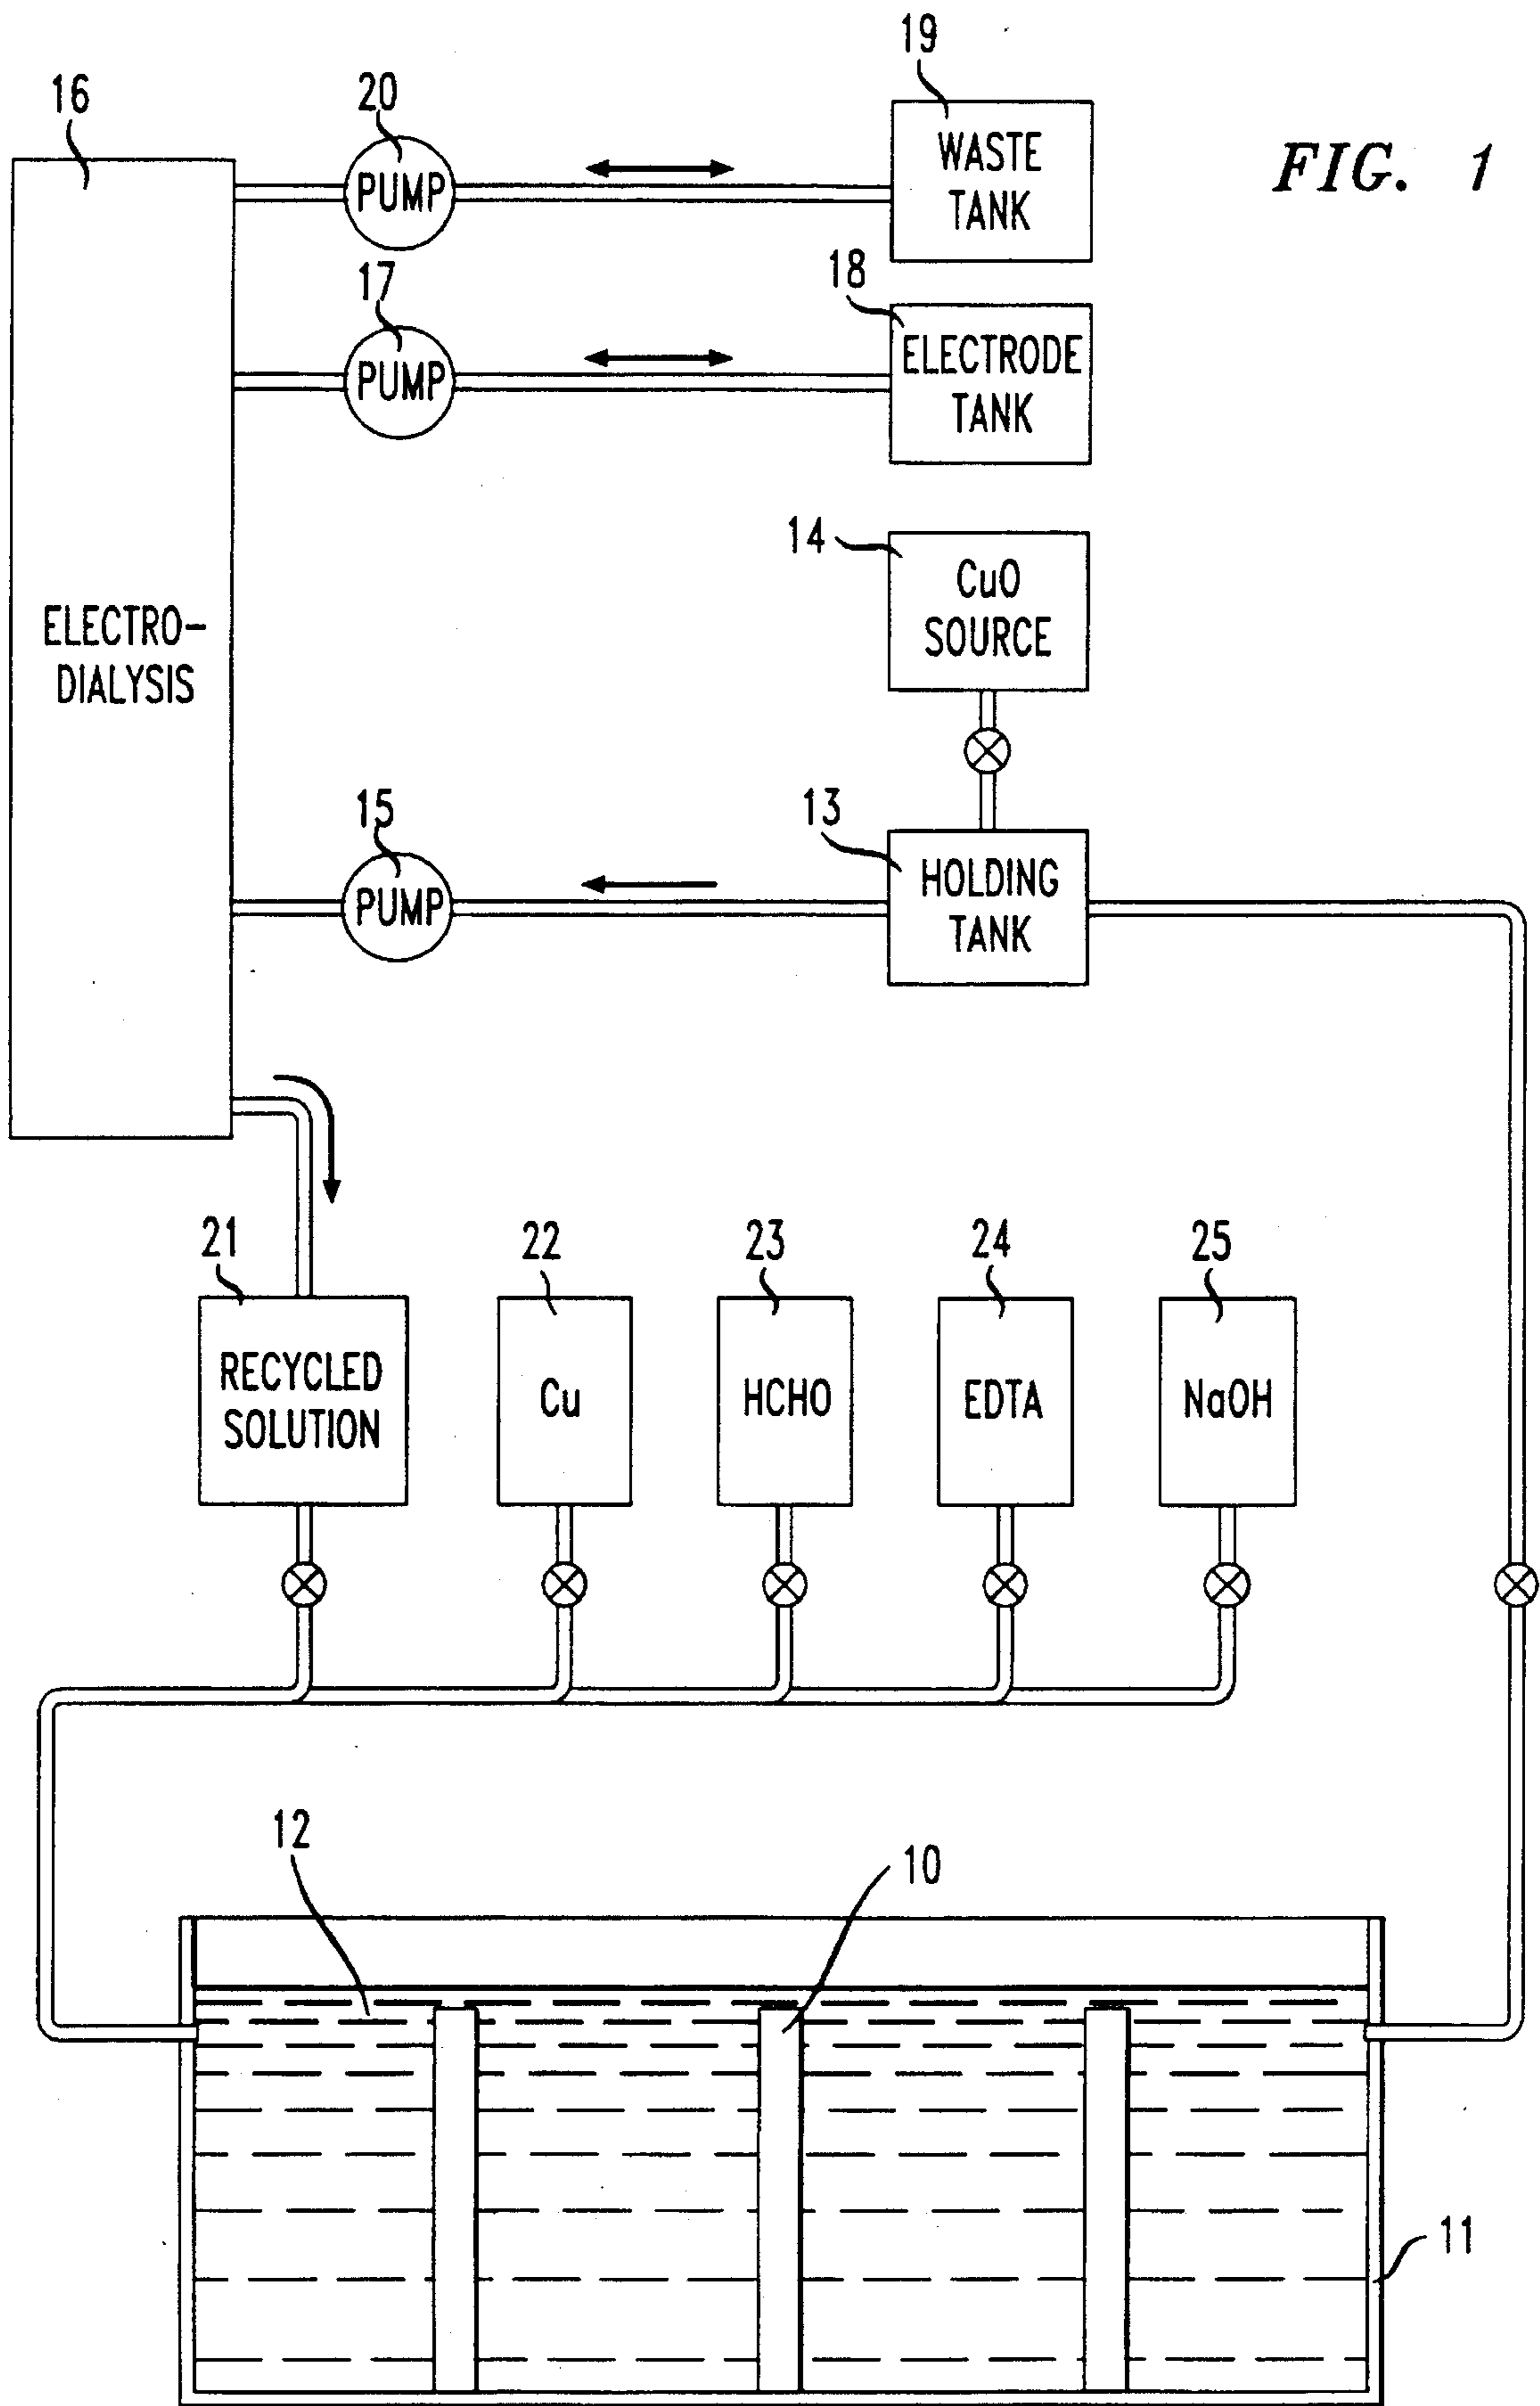 FIG. 1
19
WASTE
TANK
20
PUMP
16
17
PUMP
18
ELECTRODE
TANK
14
CuO
SOURCE
ELECTRO-
DIALYSIS
15
PUMP
13
HOLDING
TANK
21
RECYCLED
SOLUTION
22
Cu
23
HCHO
24
EDTA
25
NaOH
12
10
11